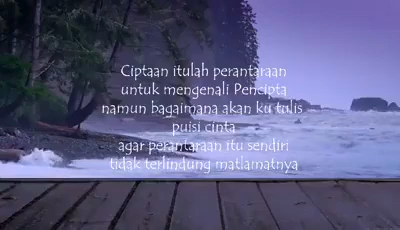 Ciptaan itulah perantaraan
untuk mengenali Pencipta
namun bagaimana akan ku tulis
puisi cinta
agar perantaraan itu sendiri
tidak terlindung matlamatnya